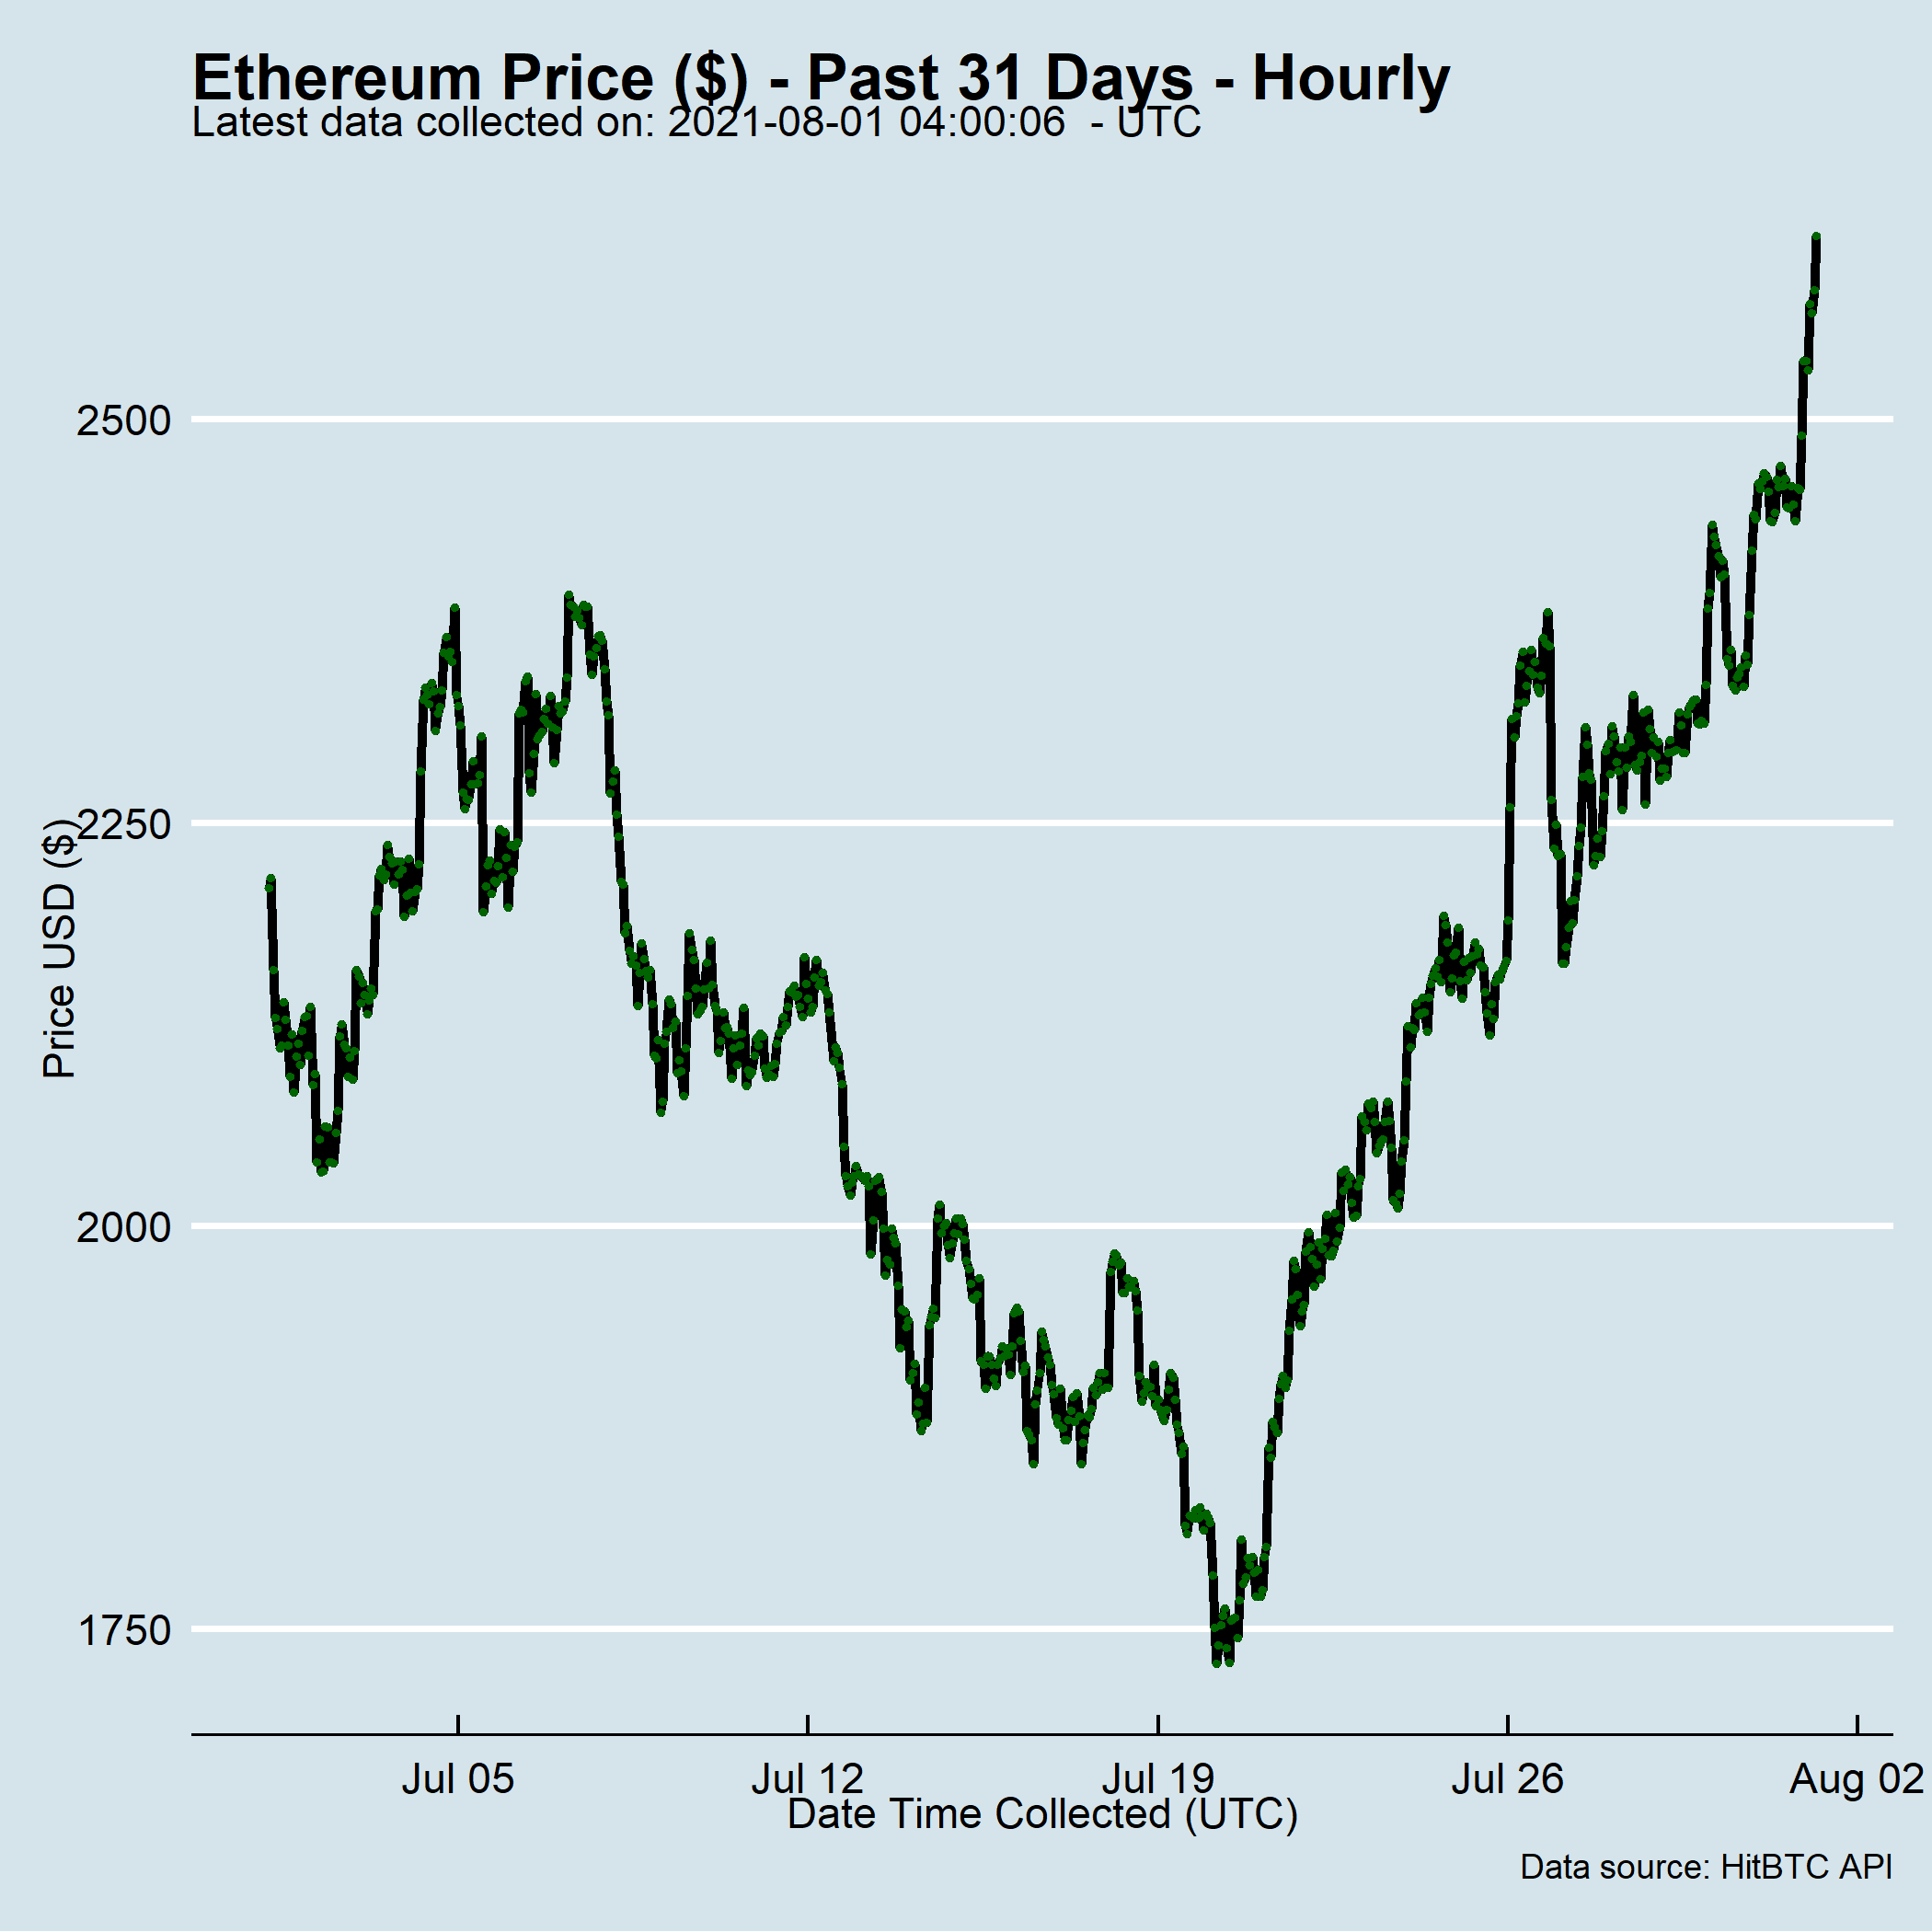 Ethereum Price ($) - Past 31 Days - Hourly
Latest data collected on: 2021-08-01 04:00:06  - UTC
Price USD ($)
2500
2250
2000
1750
Jul 05
Jul 12
Jul 19
Jul 26
Aug 02
Date Time Collected (UTC)
Data source: HitBTC API